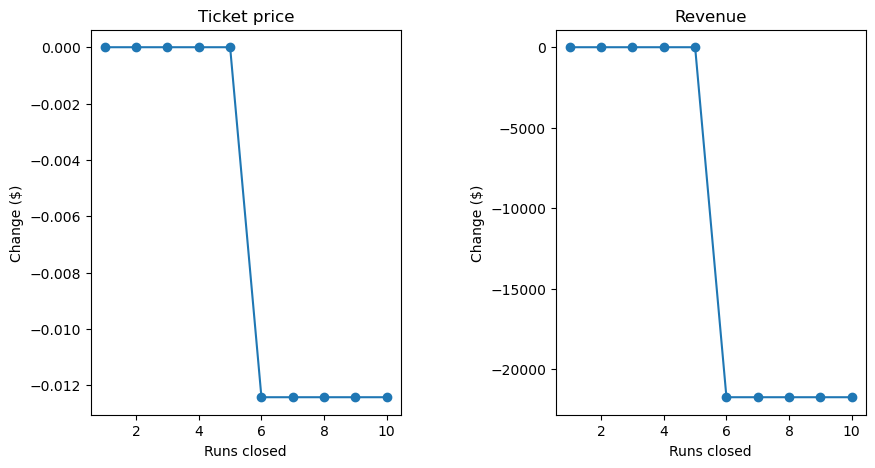 Ticket price
0.000
−0.002
−0.004
−0.006
−0.008
−0.010
−0.012
Change ($)
2 4 6 8 10
Runs closed
Revenue
0
−5000
−10000
−15000
−20000
Change ($)
2 4 6 8 10
Runs closed